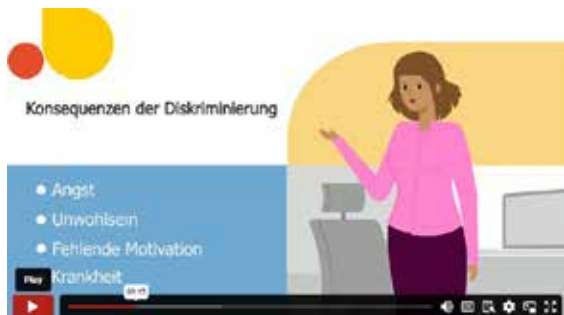 Konsequenzen der Diskriminierung
Angst
Unwohlsein
Fehlende Motivation
Play
Krankheit